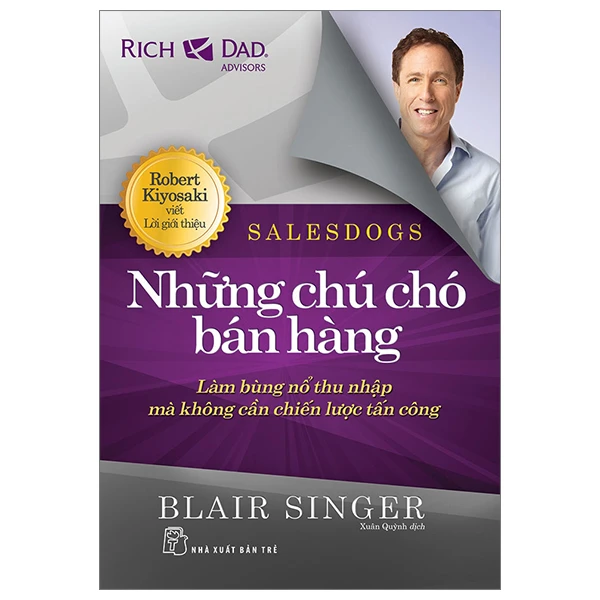 RICH DAD®
ADVISORS
Robert
Kiyosaki
viết
Lời giới thiệu
SALESDOGS
Những chú chó
bán hàng
Làm bùng nổ thu nhập
mà không cần chiến lược tấn công
BLAIR SINGER
Xuân Quỳnh dịch
NHÀ XUẤT BẢN TRẺ